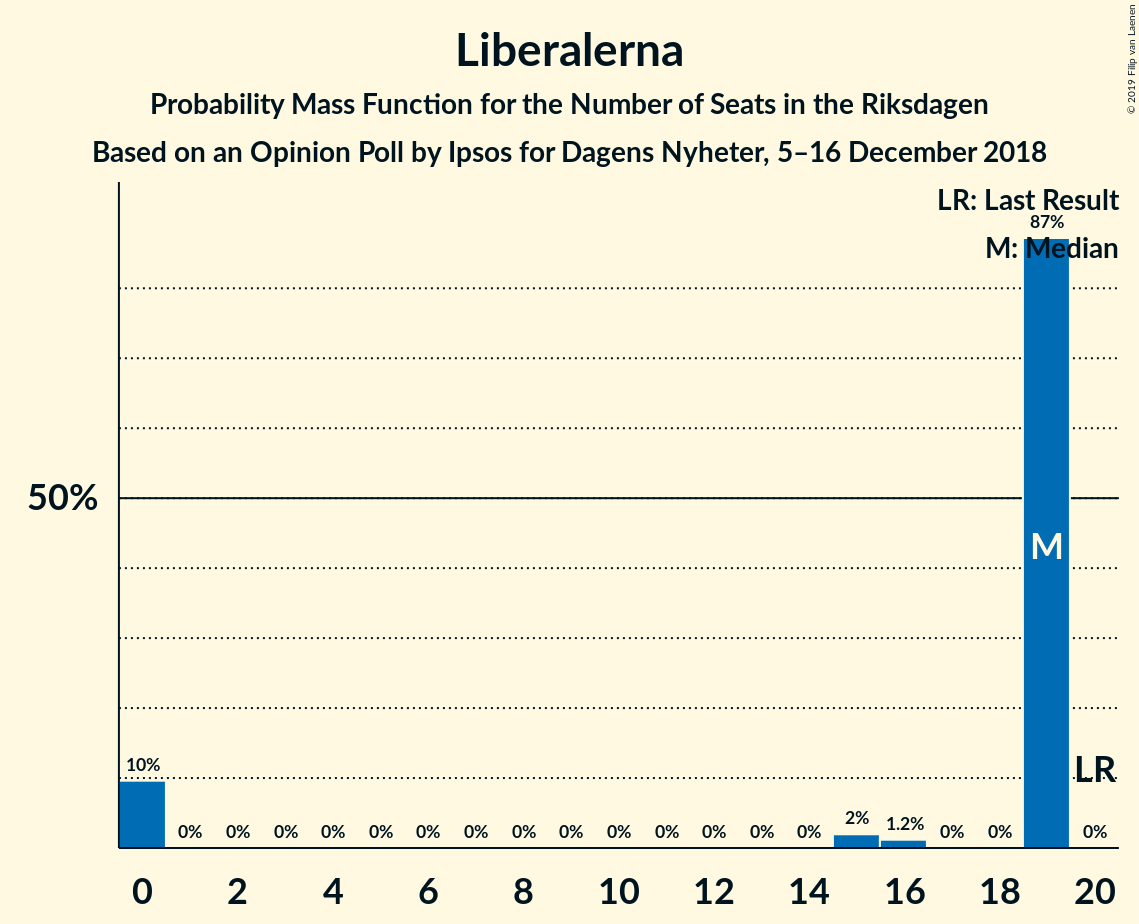 Liberalerna
Probability Mass Function for the Number of Seats in the Riksdagen
Based on an Opinion Poll by Ipsos for Dagens Nyheter, 5–16 December 2018
© 2019 Filip van Laenen
LR: Last Result
87%
M: Median
50%
M
10%
LR
0% 0% 0% 0% 0% 0% 0% 0% 0% 0% 0% 0% 0% 0% 2% 1.2% 0% 0% 0%
0 2 4 6 8 10 12 14 16 18 20